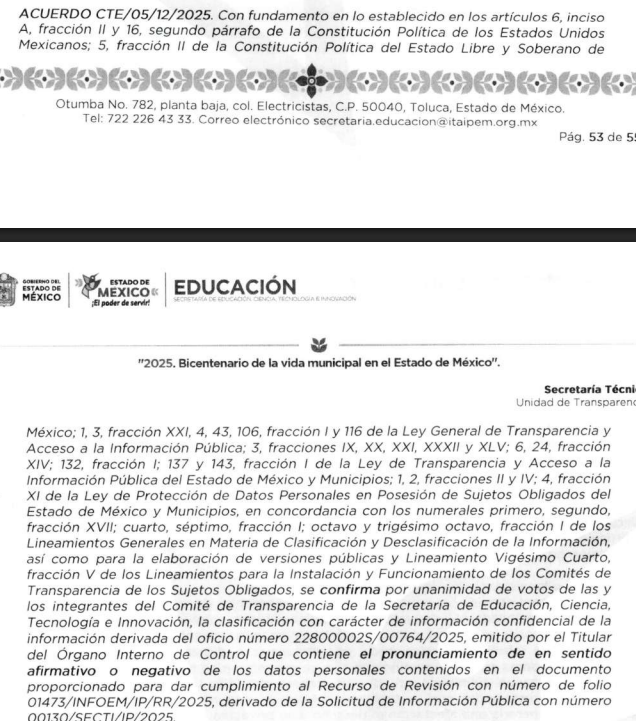 ACUERDO CTE/05/12/2025. Con fundamento en lo establecido en los artículos 6, inciso
A, fracción II y 16, segundo párrafo de la Constitución Política de los Estados Unidos
Mexicanos; 5, fracción II de la Constitución Política del Estado Libre y Soberano de
Otumba No. 782, planta baja, col. Electricistas, C.P. 50040, Toluca, Estado de México.
Tel: 722 226 43 33. Correo electrónico secretaria.educacion@itaipem.org.mx
Pág. 53 de 55
GOBIERNO DEL
ESTADO DE
MÉXICO
ESTADO DE
MÉXICO
¡El poder de servir!
EDUCACIÓN
SECRETARÍA DE EDUCACIÓN, CIENCIA, TECNOLOGÍA E INNOVACIÓN
"2025. Bicentenario de la vida municipal en el Estado de México".
Secretaría Técni
Unidad de Transparenc
México; 1, 3, fracción XXI, 4, 43, 106, fracción I y 116 de la Ley General de Transparencia y
Acceso a la Información Pública; 3, fracciones IX, XX, XXI, XXXII y XLV; 6, 24, fracción
XIV; 132, fracción I; 137 y 143, fracción I de la Ley de Transparencia y Acceso a la
Información Pública del Estado de México y Municipios; 1, 2, fracciones II y IV; 4, fracción
XI de la Ley de Protección de Datos Personales en Posesión de Sujetos Obligados del
Estado de México y Municipios, en concordancia con los numerales primero, segundo,
fracción XVII; cuarto, séptimo, fracción I; octavo y trigésimo octavo, fracción I de los
Lineamientos Generales en Materia de Clasificación y Desclasificación de la Información,
así como para la elaboración de versiones públicas y Lineamiento Vigésimo Cuarto,
fracción V de los Lineamientos para la Instalación y Funcionamiento de los Comités de
Transparencia de los Sujetos Obligados, se confirma por unanimidad de votos de las y
los integrantes del Comité de Transparencia de la Secretaría de Educación, Ciencia,
Tecnología e Innovación, la clasificación con carácter de información confidencial de la
información derivada del oficio número 22800002S/00764/2025, emitido por el Titular
del Órgano Interno de Control que contiene el pronunciamiento de en sentido
afirmativo o negativo de los datos personales contenidos en el documento
proporcionado para dar cumplimiento al Recurso de Revisión con número de folio
01473/INFOEM/IP/RR/2025, derivado de la Solicitud de Información Pública con número
00130/SECTI/IP/2025.